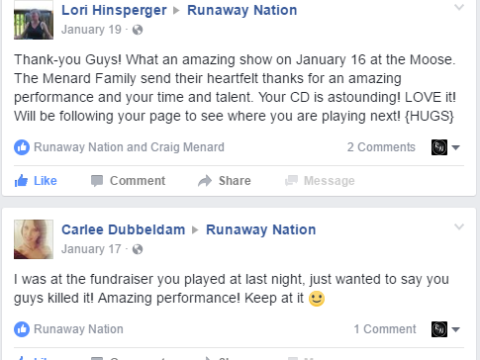 Lori Hinsperger ▸ Runaway Nation
January 19 ·
Thank-you Guys! What an amazing show on January 16 at the Moose.
The Menard Family send their heartfelt thanks for an amazing
performance and your time and talent. Your CD is astounding! LOVE it!
Will be following your page to see where you are playing next! {HUGS}
Runaway Nation and Craig Menard 2 Comments
Like Comment Share Message
Carlee Dubbeldam ▸ Runaway Nation
January 17 ·
I was at the fundraiser you played at last night, just wanted to say you
guys killed it! Amazing performance! Keep at it 🙂
Runaway Nation 1 Comment